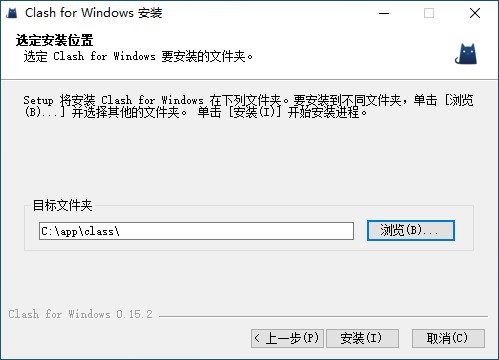 Clash for Windows 安装
选定安装位置
选定 Clash for Windows 要安装的文件夹。
Setup 将安装 Clash for Windows 在下列文件夹。要安装到不同文件夹，单击 [浏览
(B)...] 并选择其他的文件夹。 单击 [安装(I)] 开始安装进程。
目标文件夹
C:\app\class\
浏览(B)...
Clash for Windows 0.15.2
< 上一步(P)
安装(I)
取消(C)